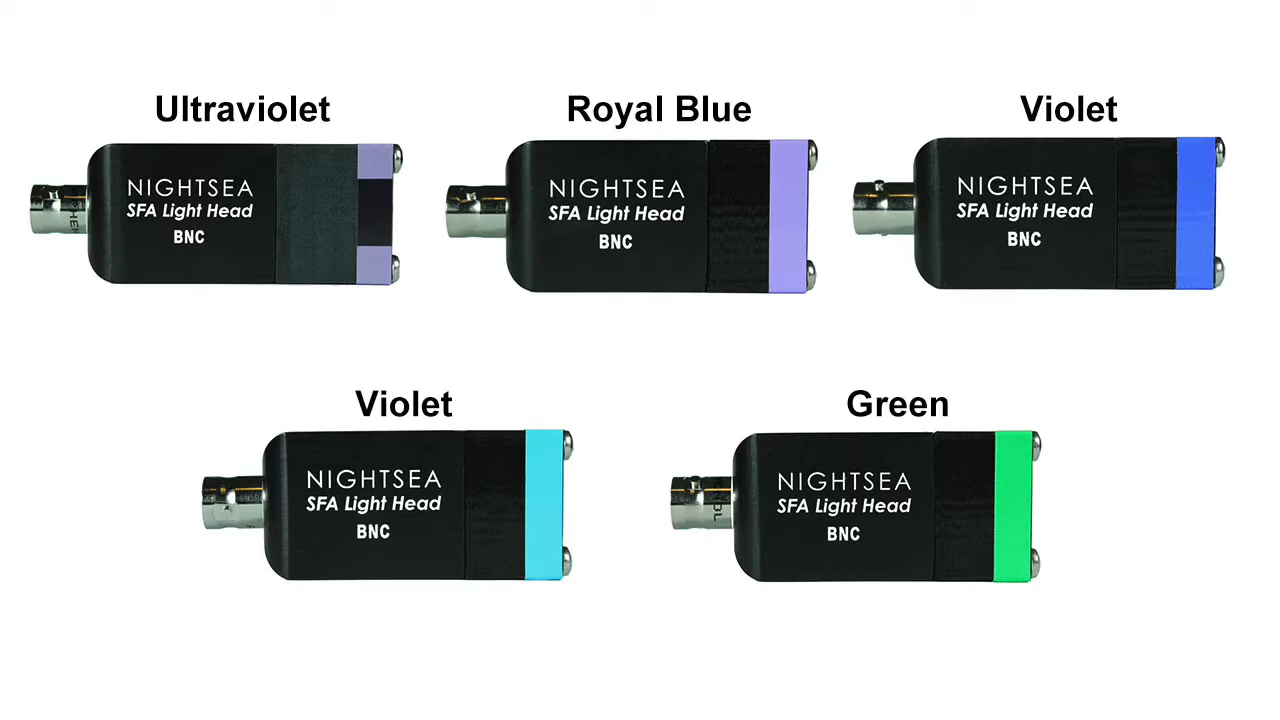 Ultraviolet
Royal Blue
Violet
NIGHTSEA
SFA Light Head
BNC
NIGHTSEA
SFA Light Head
BNC
NIGHTSEA
SFA Light Head
BNC
Violet
Green
NIGHTSEA
SFA Light Head
BNC
NIGHTSEA
SFA Light Head
BNC